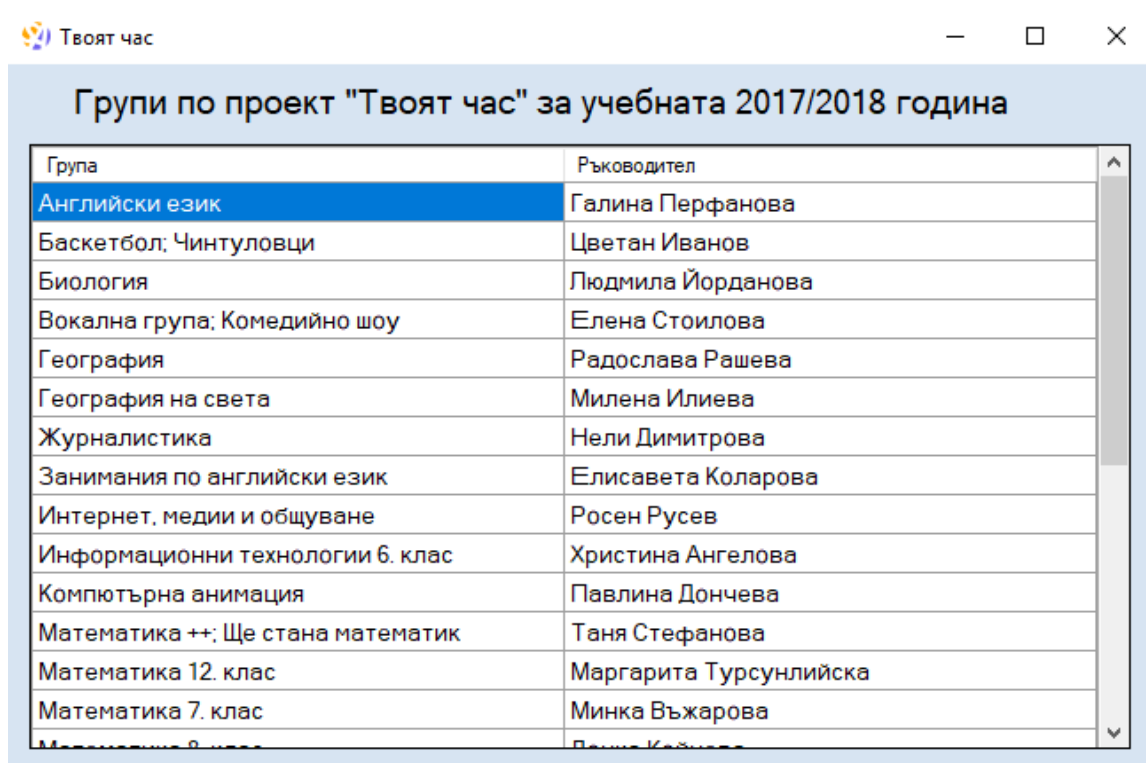 Твоят час
Групи по проект "Твоят час" за учебната 2017/2018 година
Група Ръководител
Английски език Галина Перфанова
Баскетбол; Чинтуловци Цветан Иванов
Биология Людмила Йорданова
Вокална група; Комедийно шоу Елена Стоилова
География Радослава Рашева
География на света Милена Илиева
Журналистика Нели Димитрова
Занимания по английски език Елисавета Коларова
Интернет, медии и общуване Росен Русев
Информационни технологии 6. клас Христина Ангелова
Компютърна анимация Павлина Дончева
Математика ++; Ще стана математик Таня Стефанова
Математика 12. клас Маргарита Турсунлийска
Математика 7. клас Минка Въжарова
Математика 8. клас